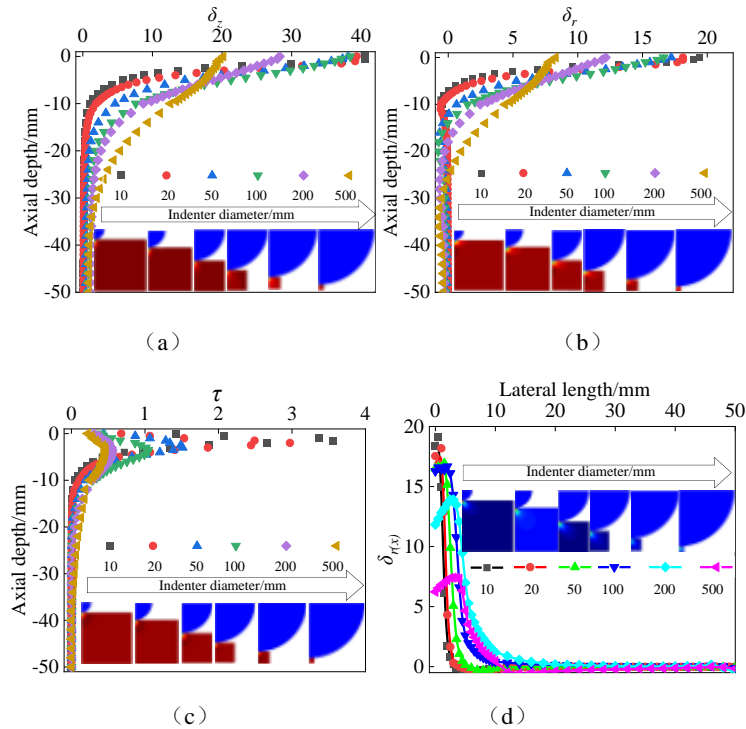 δz
0 10 20 30 40
0
-10
-20
-30
-40
-50
Axial depth/mm
10 20 50 100 200 500
Indenter diameter/mm
(a)
δr
0 5 10 15 20
0
-10
-20
-30
-40
-50
Axial depth/mm
10 20 50 100 200 500
Indenter diameter/mm
(b)
τ
0 1 2 3 4
0
-10
-20
-30
-40
-50
Axial depth/mm
10 20 50 100 200 500
Indenter diameter/mm
(c)
Lateral length/mm
0 10 20 30 40 50
20
15
10
5
0
δr(x)
Indenter diameter/mm
10 20 50 100 200 500
(d)